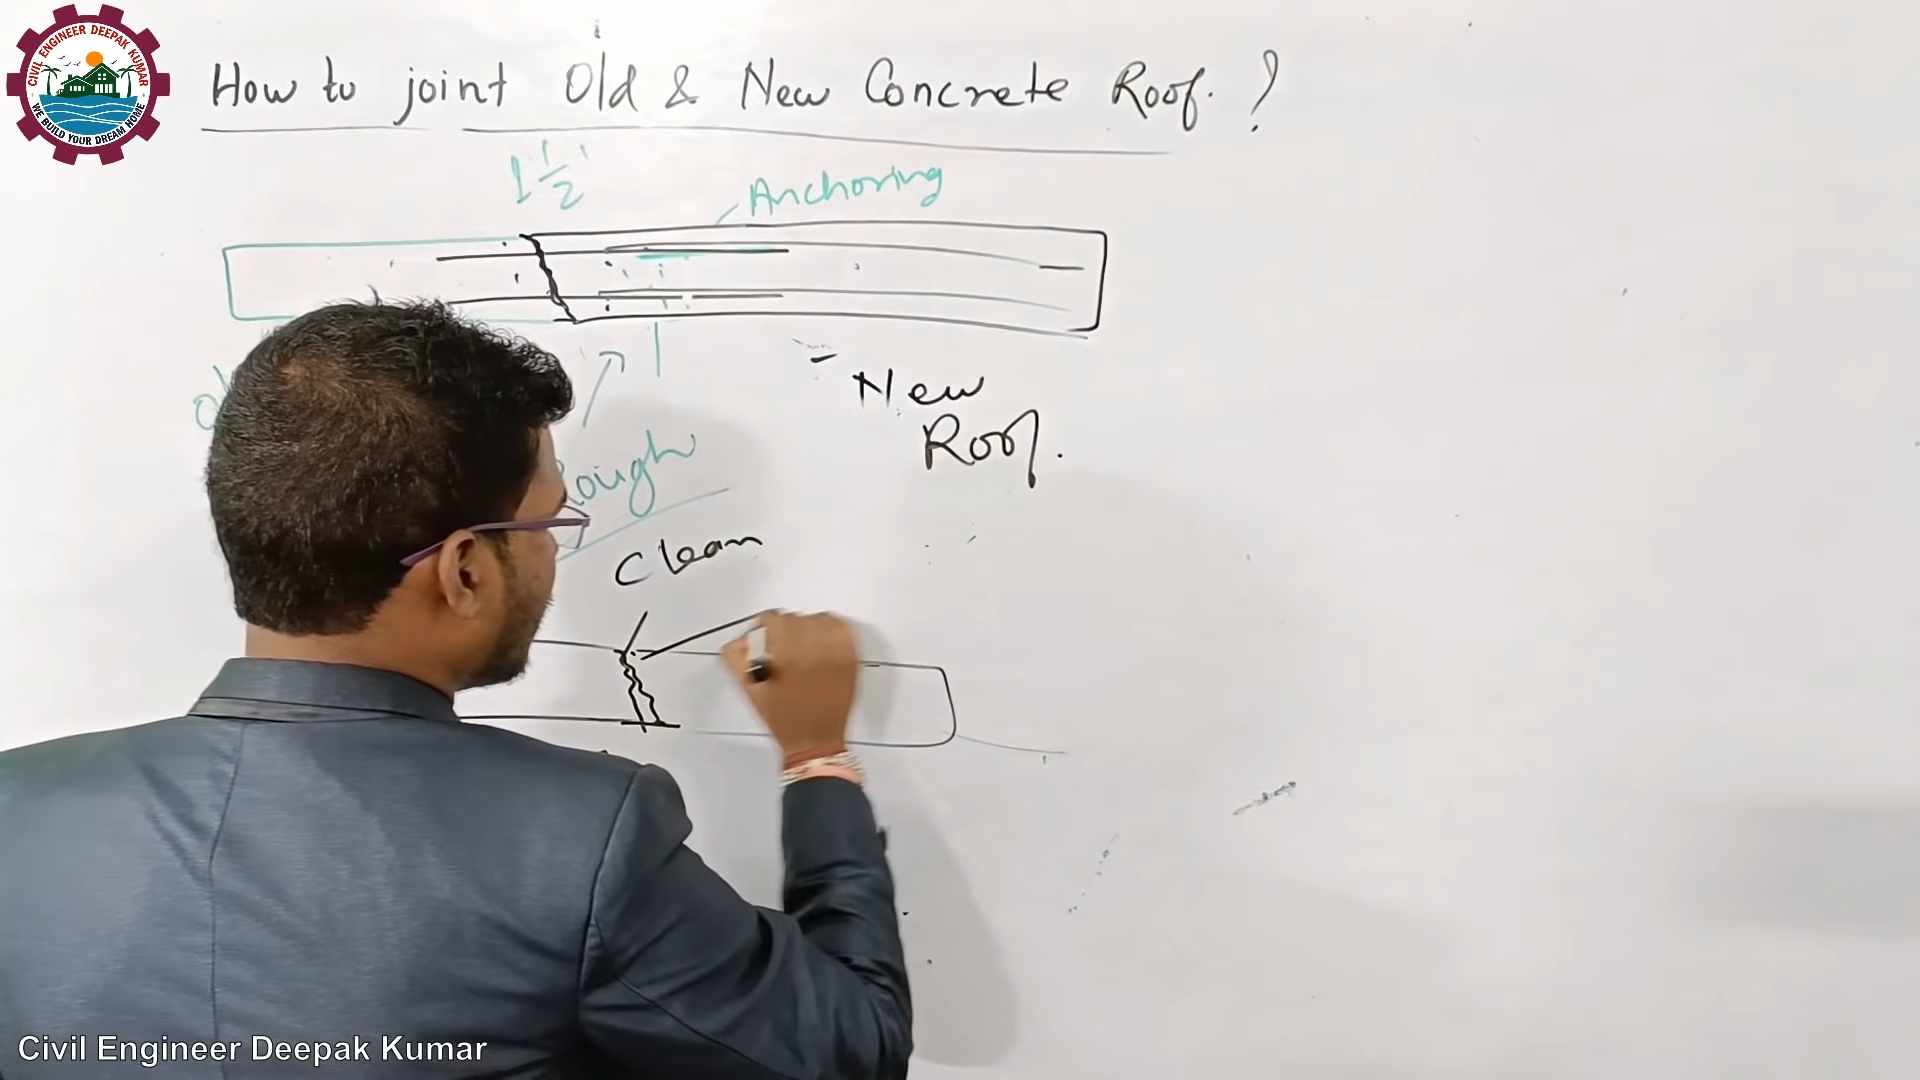 CIVIL ENGINEER DEEPAK KUMAR
WE BUILD YOUR DREAM HOME
How to joint Old & New Concrete Roof. ?
1 1/2'
Anchoring
New
Roof.
Rough
Clean
Civil Engineer Deepak Kumar